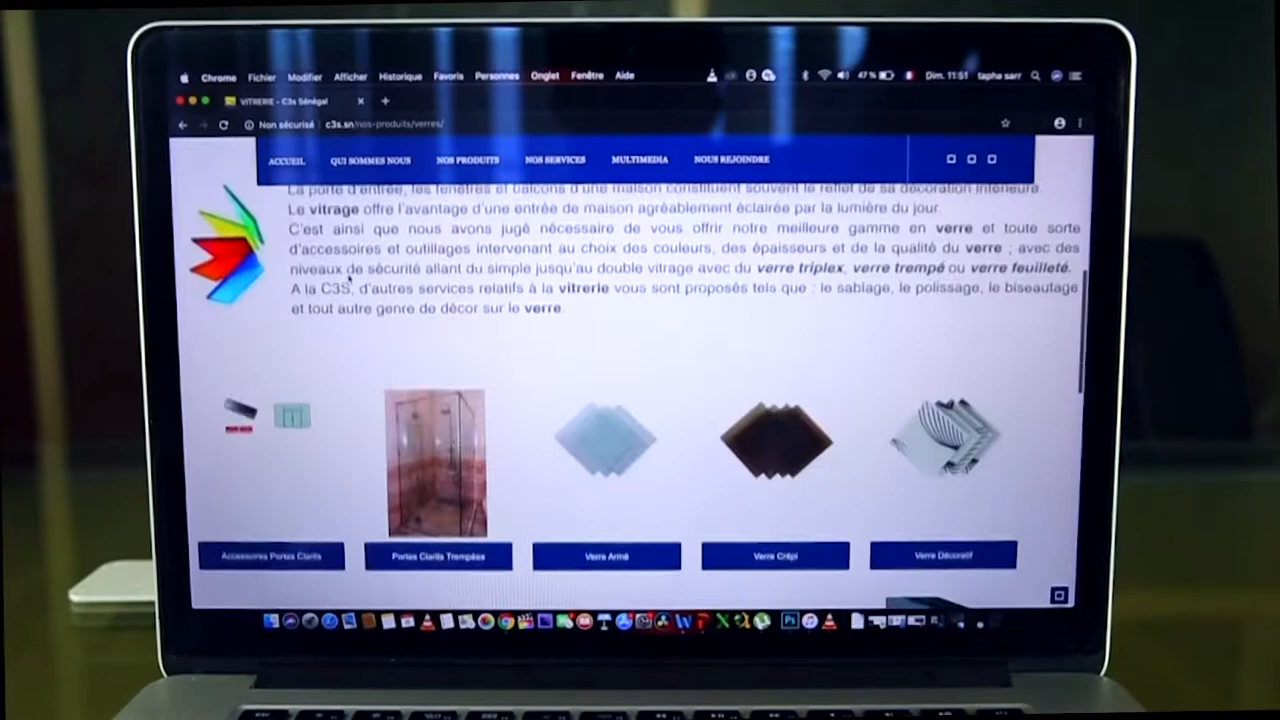 Chrome Fichier Modifier Afficher Historique Favoris Personnes Onglet Fenêtre Aide 47 % Dim. 11:51 tapha sarr
VITRERIE - C3s Sénégal
Non sécurisé c3s.sn/nos-produits/verres/
ACCUEIL QUI SOMMES NOUS NOS PRODUITS NOS SERVICES MULTIMEDIA NOUS REJOINDRE
La porte d'entrée, les fenêtres et balcons d'une maison constituent souvent le reflet de sa décoration intérieure.
Le vitrage offre l'avantage d'une entrée de maison agréablement éclairée par la lumière du jour.
C'est ainsi que nous avons jugé nécessaire de vous offrir notre meilleure gamme en verre et toute sorte
d'accessoires et outillages intervenant au choix des couleurs, des épaisseurs et de la qualité du verre ; avec des
niveaux de sécurité allant du simple jusqu'au double vitrage avec du verre triplex, verre trempé ou verre feuilleté.
A la C3S, d'autres services relatifs à la vitrerie vous sont proposés tels que : le sablage, le polissage, le biseautage
et tout autre genre de décor sur le verre.
Accessoires Portes Clarits Portes Clarits Trempées Verre Armé Verre Crépi Verre Décoratif